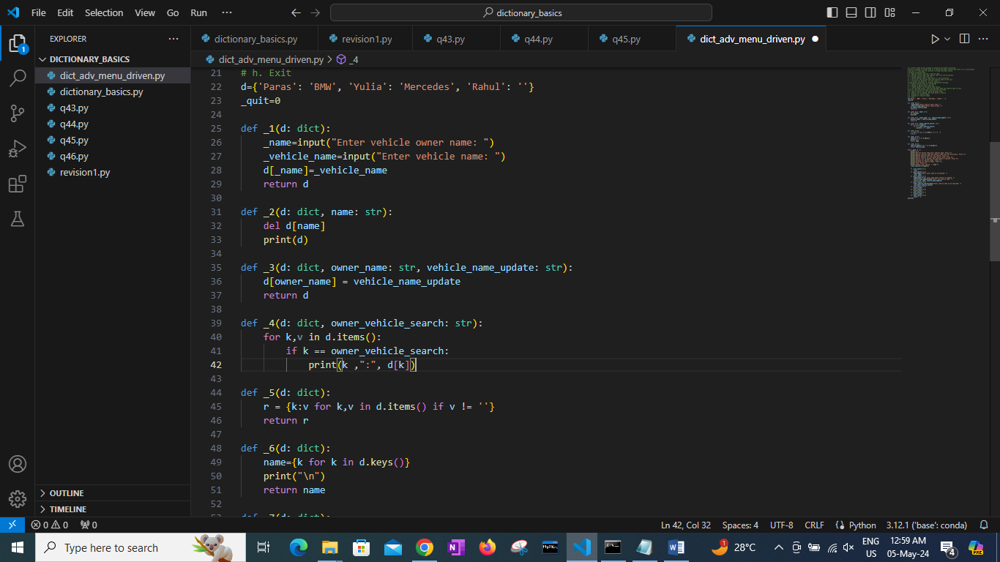 File Edit Selection View Go Run ··· dictionary_basics
EXPLORER ···
DICTIONARY_BASICS
dict_adv_menu_driven.py
dictionary_basics.py
q43.py
q44.py
q45.py
q46.py
revision1.py
OUTLINE
TIMELINE
1
dictionary_basics.py revision1.py q43.py q44.py q45.py dict_adv_menu_driven.py
dict_adv_menu_driven.py > _4
21 # h. Exit
22 d={'Paras': 'BMW', 'Yulia': 'Mercedes', 'Rahul': ''}
23 _quit=0
24
25 def _1(d: dict):
26     _name=input("Enter vehicle owner name: ")
27     _vehicle_name=input("Enter vehicle name: ")
28     d[_name]=_vehicle_name
29     return d
30
31 def _2(d: dict, name: str):
32     del d[name]
33     print(d)
34
35 def _3(d: dict, owner_name: str, vehicle_name_update: str):
36     d[owner_name] = vehicle_name_update
37     return d
38
39 def _4(d: dict, owner_vehicle_search: str):
40     for k,v in d.items():
41         if k == owner_vehicle_search:
42             print(k ,":", d[k])
43
44 def _5(d: dict):
45     r = {k:v for k,v in d.items() if v != ''}
46     return r
47
48 def _6(d: dict):
49     name={k for k in d.keys()}
50     print("\n")
51     return name
52
53 def _7(d: dict):
0 0 0 Ln 42, Col 32 Spaces: 4 UTF-8 CRLF Python 3.12.1 ('base': conda)
Type here to search 1 28°C ENG US 12:59 AM 05-May-24 4 PRE